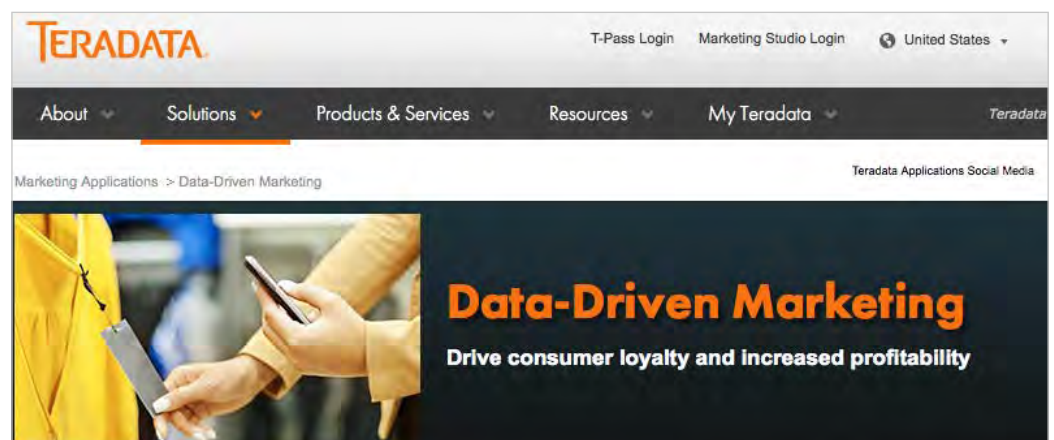 TERADATA
T-Pass Login Marketing Studio Login United States
About Solutions Products & Services Resources My Teradata Teradata
Marketing Applications > Data-Driven Marketing
Teradata Applications Social Media
Data-Driven Marketing
Drive consumer loyalty and increased profitability